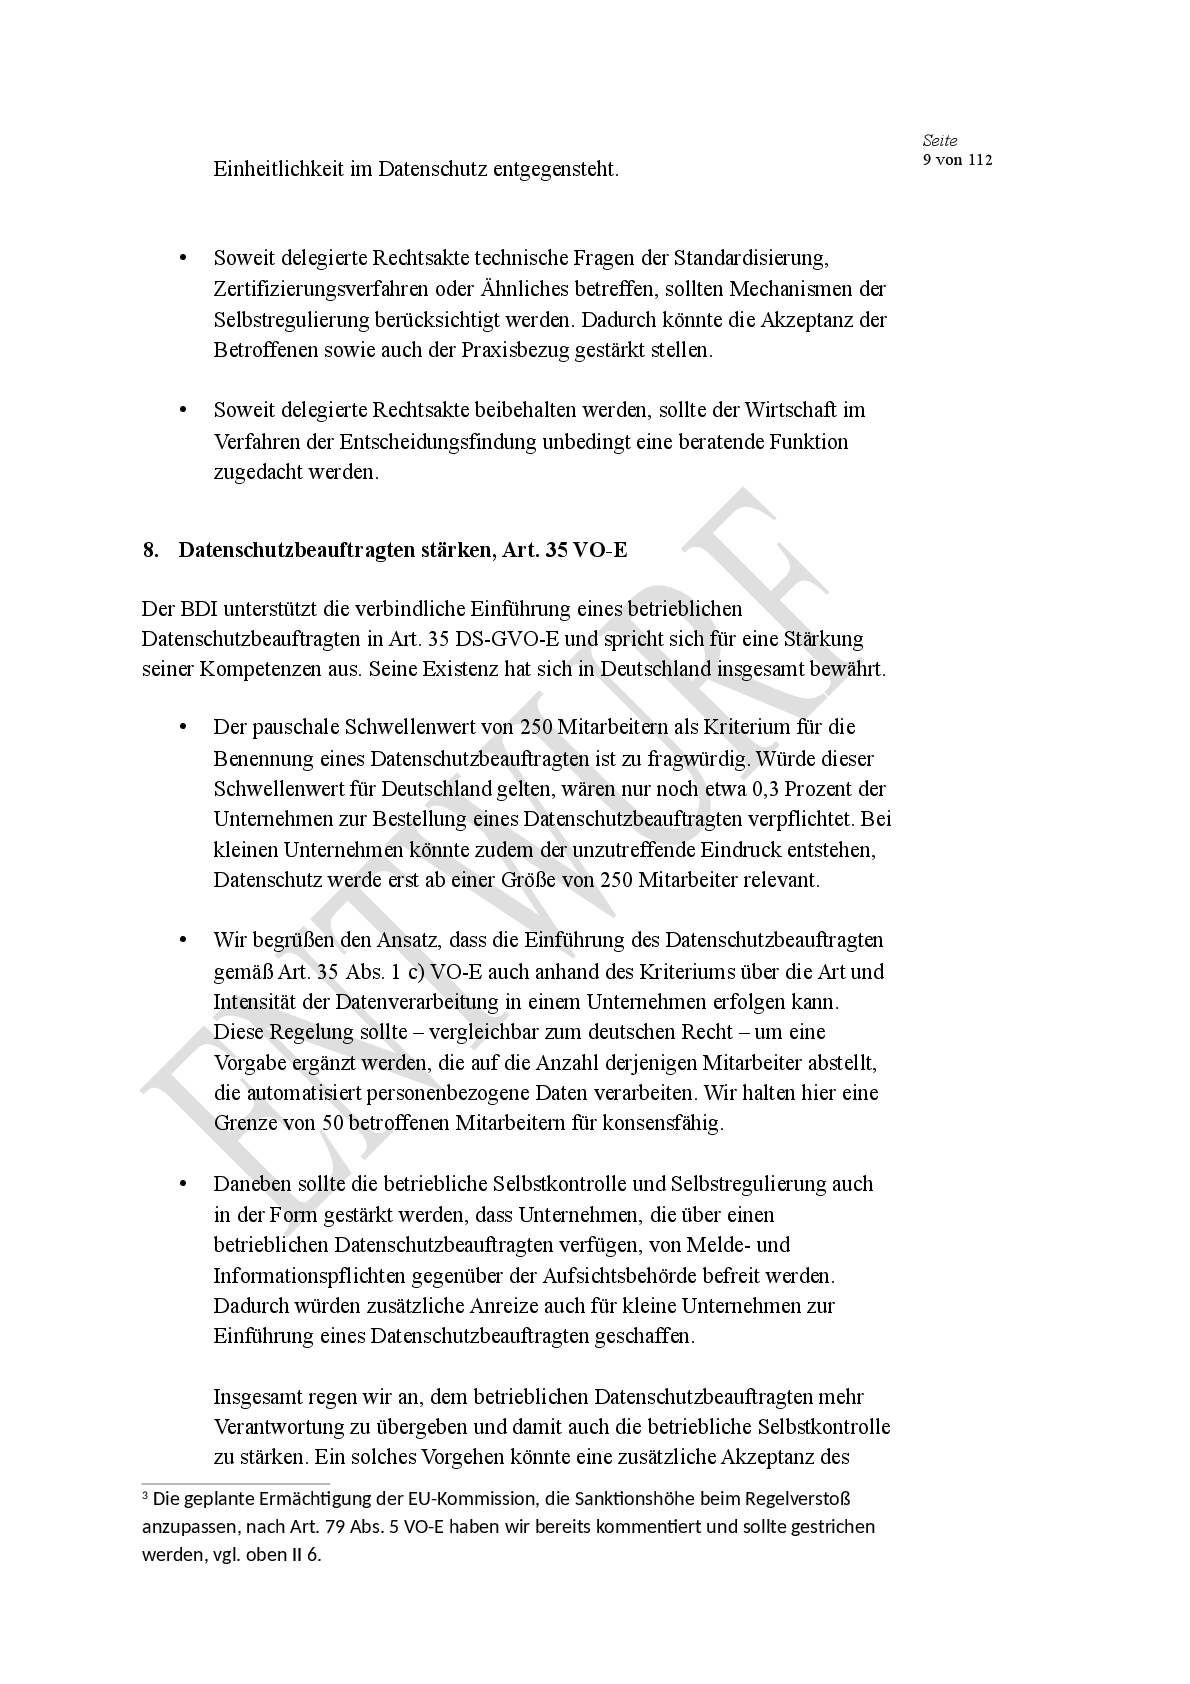 Seite
9 von 112
Einheitlichkeit im Datenschutz entgegensteht.
• Soweit delegierte Rechtsakte technische Fragen der Standardisierung,
Zertifizierungsverfahren oder Ähnliches betreffen, sollten Mechanismen der
Selbstregulierung berücksichtigt werden. Dadurch könnte die Akzeptanz der
Betroffenen sowie auch der Praxisbezug gestärkt stellen.
• Soweit delegierte Rechtsakte beibehalten werden, sollte der Wirtschaft im
Verfahren der Entscheidungsfindung unbedingt eine beratende Funktion
zugedacht werden.
8. Datenschutzbeauftragten stärken, Art. 35 VO-E
Der BDI unterstützt die verbindliche Einführung eines betrieblichen
Datenschutzbeauftragten in Art. 35 DS-GVO-E und spricht sich für eine Stärkung
seiner Kompetenzen aus. Seine Existenz hat sich in Deutschland insgesamt bewährt.
• Der pauschale Schwellenwert von 250 Mitarbeitern als Kriterium für die
Benennung eines Datenschutzbeauftragten ist zu fragwürdig. Würde dieser
Schwellenwert für Deutschland gelten, wären nur noch etwa 0,3 Prozent der
Unternehmen zur Bestellung eines Datenschutzbeauftragten verpflichtet. Bei
kleinen Unternehmen könnte zudem der unzutreffende Eindruck entstehen,
Datenschutz werde erst ab einer Größe von 250 Mitarbeiter relevant.
• Wir begrüßen den Ansatz, dass die Einführung des Datenschutzbeauftragten
gemäß Art. 35 Abs. 1 c) VO-E auch anhand des Kriteriums über die Art und
Intensität der Datenverarbeitung in einem Unternehmen erfolgen kann.
Diese Regelung sollte – vergleichbar zum deutschen Recht – um eine
Vorgabe ergänzt werden, die auf die Anzahl derjenigen Mitarbeiter abstellt,
die automatisiert personenbezogene Daten verarbeiten. Wir halten hier eine
Grenze von 50 betroffenen Mitarbeitern für konsensfähig.
• Daneben sollte die betriebliche Selbstkontrolle und Selbstregulierung auch
in der Form gestärkt werden, dass Unternehmen, die über einen
betrieblichen Datenschutzbeauftragten verfügen, von Melde- und
Informationspflichten gegenüber der Aufsichtsbehörde befreit werden.
Dadurch würden zusätzliche Anreize auch für kleine Unternehmen zur
Einführung eines Datenschutzbeauftragten geschaffen.
Insgesamt regen wir an, dem betrieblichen Datenschutzbeauftragten mehr
Verantwortung zu übergeben und damit auch die betriebliche Selbstkontrolle
zu stärken. Ein solches Vorgehen könnte eine zusätzliche Akzeptanz des
³ Die geplante Ermächtigung der EU-Kommission, die Sanktionshöhe beim Regelverstoß
anzupassen, nach Art. 79 Abs. 5 VO-E haben wir bereits kommentiert und sollte gestrichen
werden, vgl. oben II 6.
ENTWURF